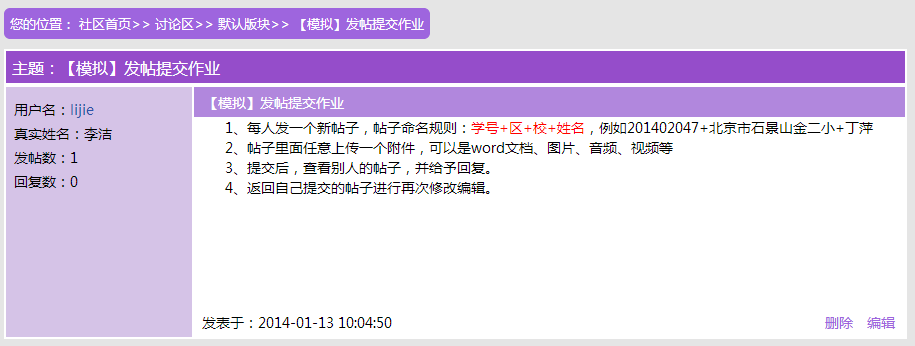 您的位置： 社区首页>> 讨论区>> 默认版块>> 【模拟】发帖提交作业
主题：【模拟】发帖提交作业
用户名：lijie
真实姓名：李洁
发帖数：1
回复数：0
【模拟】发帖提交作业
1、每人发一个新帖子，帖子命名规则：学号+区+校+姓名，例如201402047+北京市石景山金二小+丁萍
2、帖子里面任意上传一个附件，可以是word文档、图片、音频、视频等
3、提交后，查看别人的帖子，并给予回复。
4、返回自己提交的帖子进行再次修改编辑。
发表于：2014-01-13 10:04:50
删除 编辑